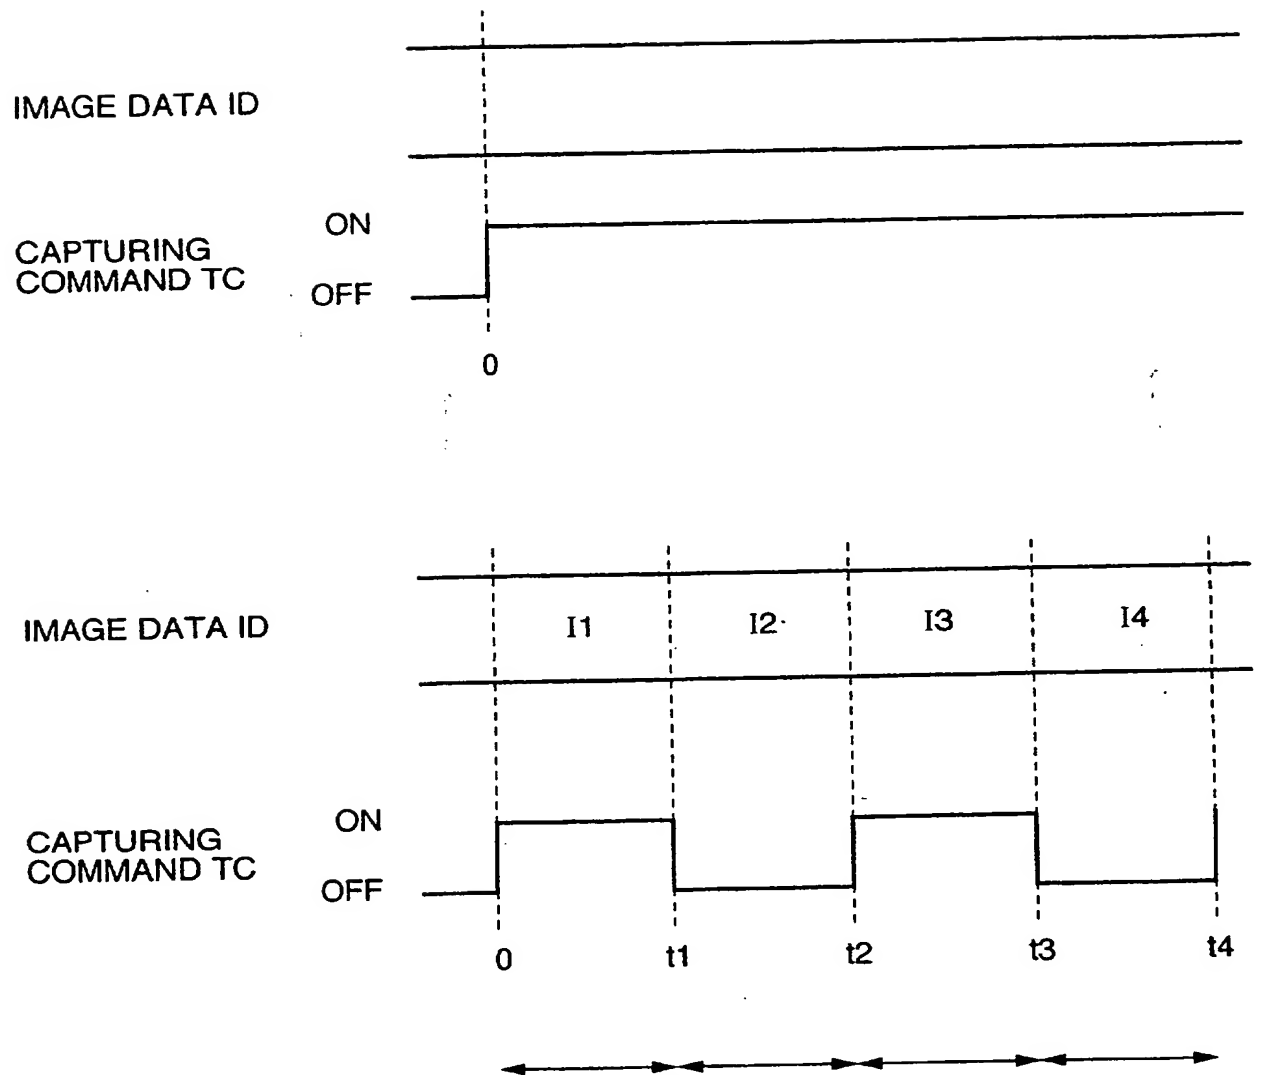 IMAGE DATA ID
ON
CAPTURING
COMMAND TC
OFF
0
IMAGE DATA ID
I1 I2 I3 I4
ON
CAPTURING
COMMAND TC
OFF
0 t1 t2 t3 t4